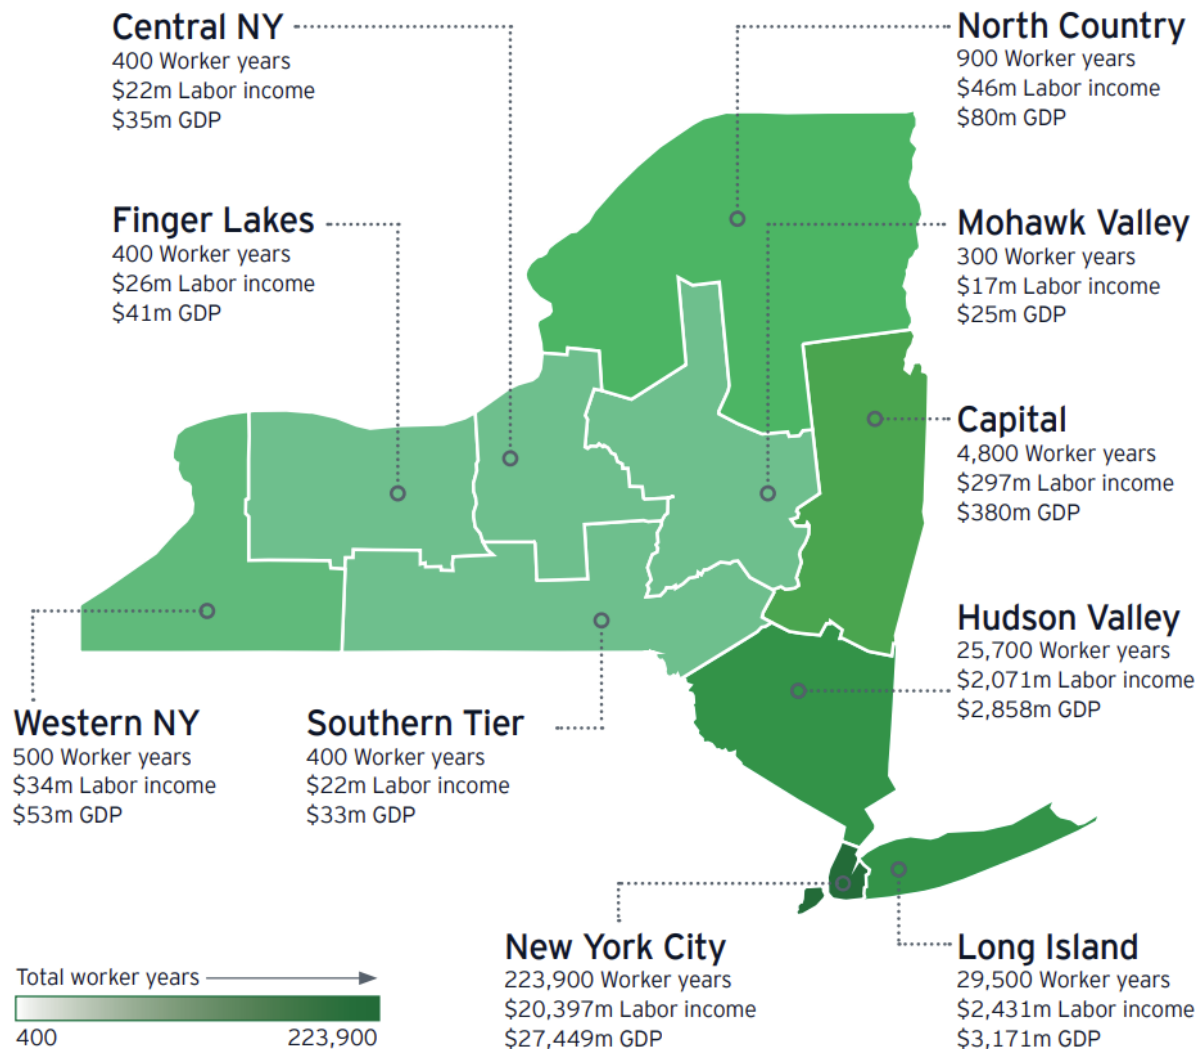 Central NY
400 Worker years
$22m Labor income
$35m GDP
North Country
900 Worker years
$46m Labor income
$80m GDP
Finger Lakes
400 Worker years
$26m Labor income
$41m GDP
Mohawk Valley
300 Worker years
$17m Labor income
$25m GDP
Capital
4,800 Worker years
$297m Labor income
$380m GDP
Hudson Valley
25,700 Worker years
$2,071m Labor income
$2,858m GDP
Western NY
500 Worker years
$34m Labor income
$53m GDP
Southern Tier
400 Worker years
$22m Labor income
$33m GDP
New York City
223,900 Worker years
$20,397m Labor income
$27,449m GDP
Long Island
29,500 Worker years
$2,431m Labor income
$3,171m GDP
Total worker years
400 223,900